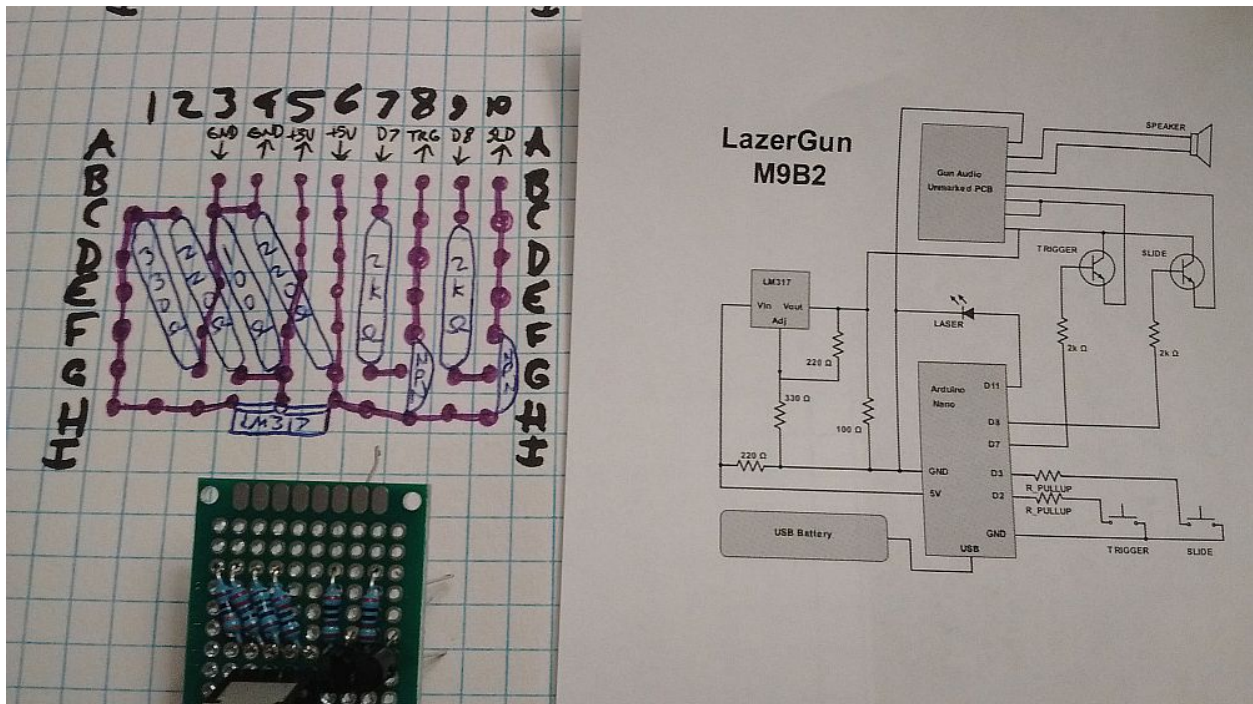 1 2 3 4 5 6 7 8 9 10
GND GND +5V +5V D7 TRG D8 SLD
A A
B B
C C
D D
E E
F F
G G
H H
I I
330Ω
220Ω
100Ω
220Ω
2KΩ
2KΩ
NPN
NPN
LM317
LazerGun
M9B2
SPEAKER
Gun Audio
Unmarked PCB
TRIGGER
SLIDE
LM317
Vin Vout
Adj
LASER
220 Ω
2k Ω
2k Ω
330 Ω
100 Ω
Arduino
Nano
D11
D8
D7
220 Ω
GND
D3
R_PULLUP
5V
D2
R_PULLUP
GND
USB
USB Battery
TRIGGER
SLIDE